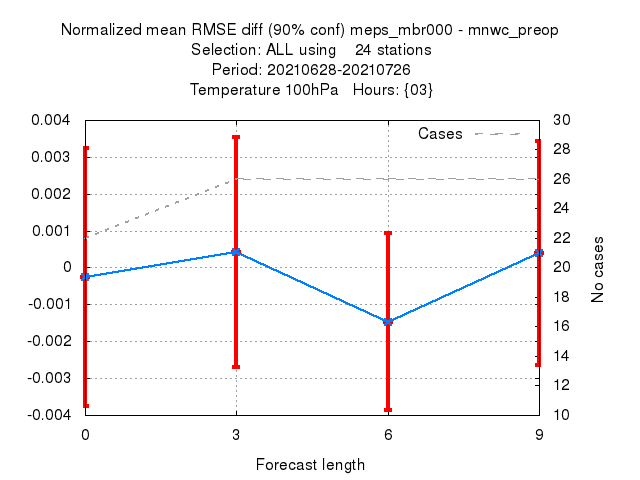 Normalized mean RMSE diff (90% conf) meps_mbr000 - mnwc_preop
Selection: ALL using    24 stations
Period: 20210628-20210726
Temperature 100hPa   Hours: {03}
Cases
0.004
0.003
0.002
0.001
0
-0.001
-0.002
-0.003
-0.004
30
28
26
24
22
20
18
16
14
12
10
No cases
0 3 6 9
Forecast length